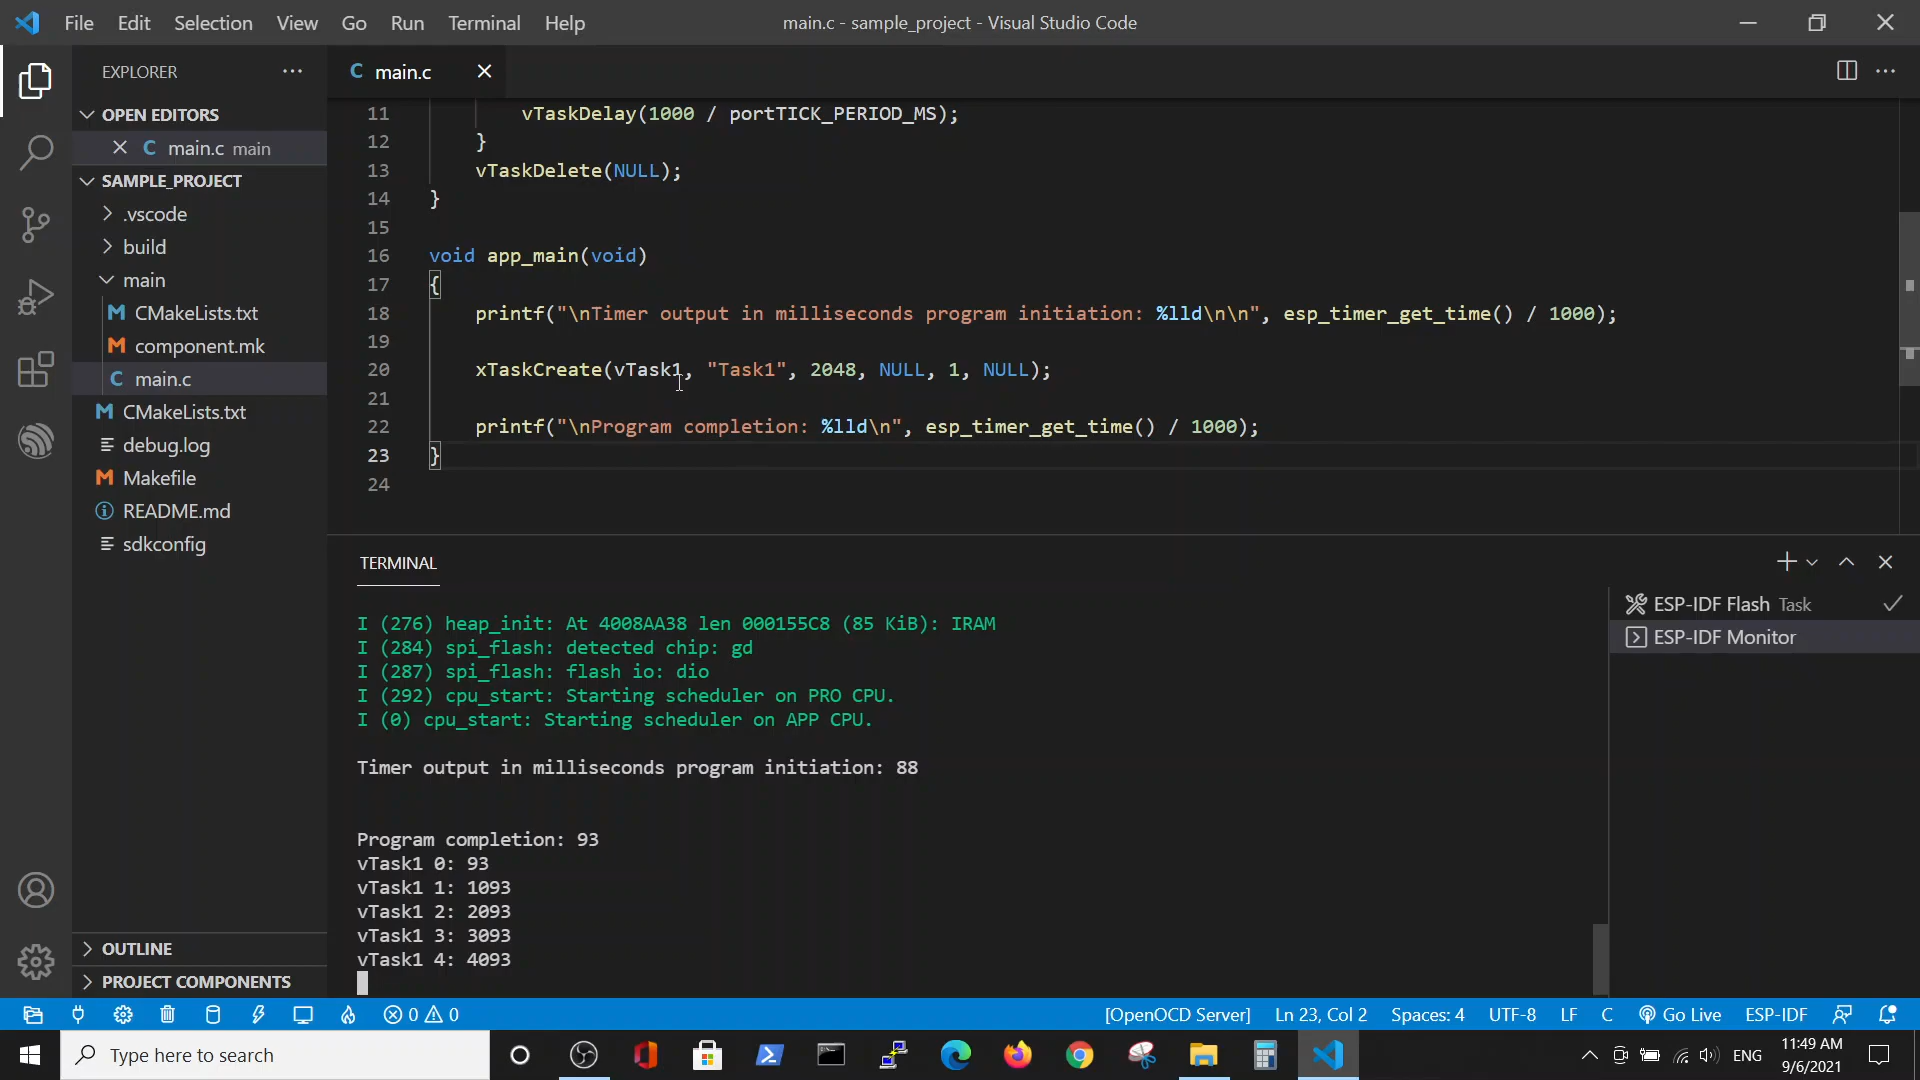 File Edit Selection View Go Run Terminal Help
main.c - sample_project - Visual Studio Code
EXPLORER
OPEN EDITORS
C main.c main
SAMPLE_PROJECT
.vscode
build
main
M CMakeLists.txt
M component.mk
C main.c
M CMakeLists.txt
debug.log
M Makefile
README.md
sdkconfig
OUTLINE
PROJECT COMPONENTS
C main.c
11 vTaskDelay(1000 / portTICK_PERIOD_MS);
12 }
13 vTaskDelete(NULL);
14 }
15
16 void app_main(void)
17 {
18 printf("\nTimer output in milliseconds program initiation: %lld\n\n", esp_timer_get_time() / 1000);
19
20 xTaskCreate(vTask1, "Task1", 2048, NULL, 1, NULL);
21
22 printf("\nProgram completion: %lld\n", esp_timer_get_time() / 1000);
23 }
24
TERMINAL
I (276) heap_init: At 4008AA38 len 000155C8 (85 KiB): IRAM
I (284) spi_flash: detected chip: gd
I (287) spi_flash: flash io: dio
I (292) cpu_start: Starting scheduler on PRO CPU.
I (0) cpu_start: Starting scheduler on APP CPU.
Timer output in milliseconds program initiation: 88
Program completion: 93
vTask1 0: 93
vTask1 1: 1093
vTask1 2: 2093
vTask1 3: 3093
vTask1 4: 4093
ESP-IDF Flash Task
ESP-IDF Monitor
0 0 [OpenOCD Server] Ln 23, Col 2 Spaces: 4 UTF-8 LF C Go Live ESP-IDF
Type here to search
ENG
11:49 AM
9/6/2021